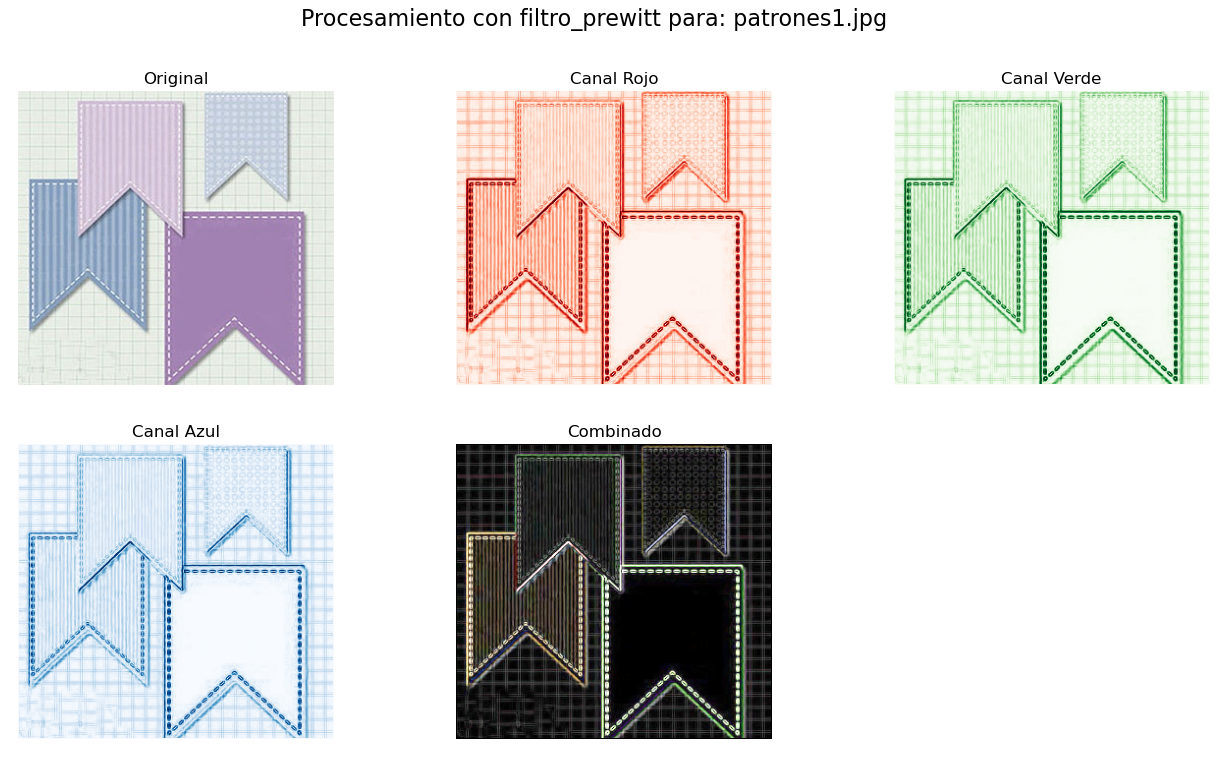 Procesamiento con filtro_prewitt para: patrones1.jpg
Original
Canal Rojo
Canal Verde
Canal Azul
Combinado